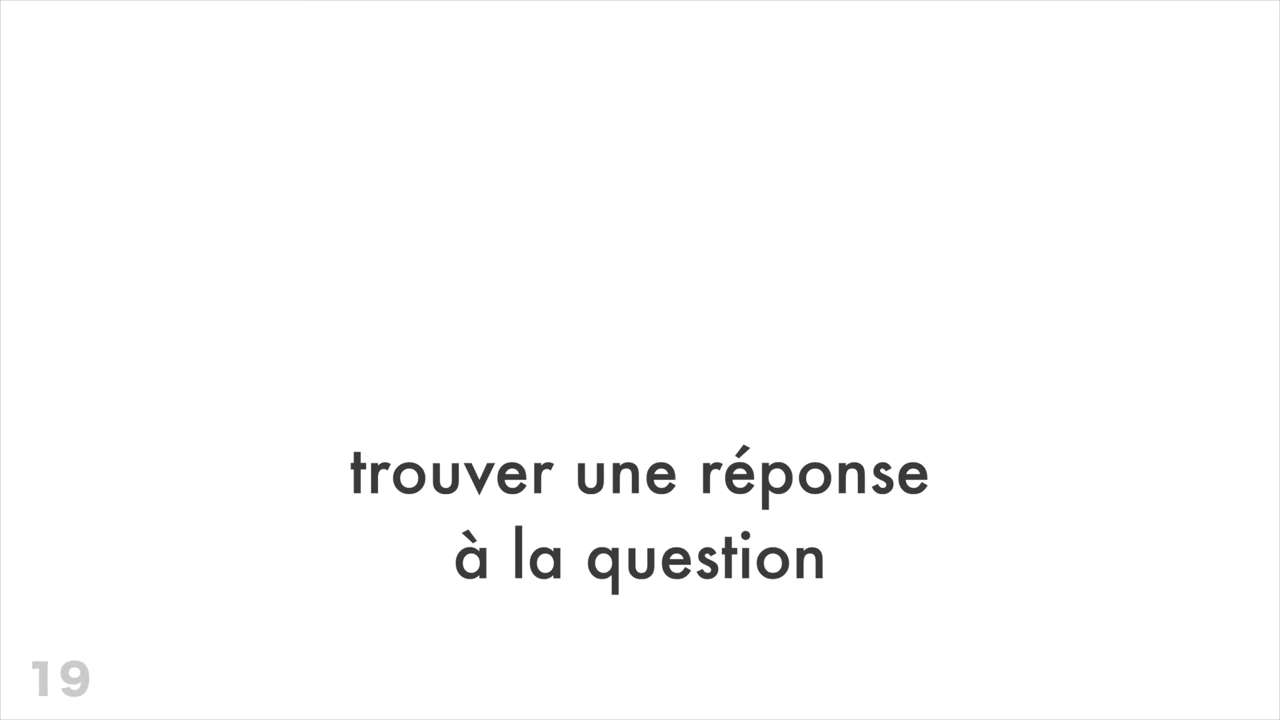 trouver une réponse
à la question
19